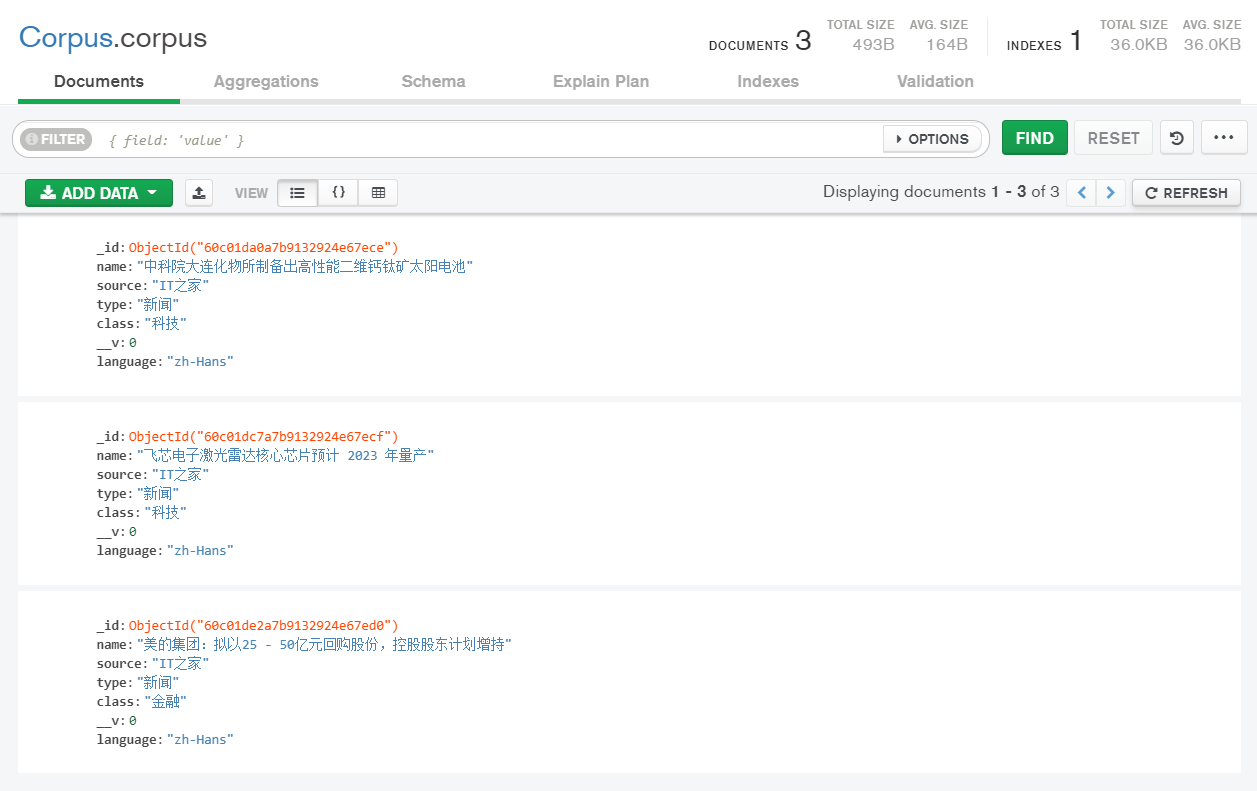 Corpus.corpus
DOCUMENTS 3 TOTAL SIZE 493B AVG. SIZE 164B INDEXES 1 TOTAL SIZE 36.0KB AVG. SIZE 36.0KB
Documents Aggregations Schema Explain Plan Indexes Validation
FILTER { field: 'value' } OPTIONS FIND RESET
ADD DATA VIEW Displaying documents 1 - 3 of 3 REFRESH
_id: ObjectId("60c01da0a7b9132924e67ece")
name: "中科院大连化物所制备出高性能二维钙钛矿太阳电池"
source: "IT之家"
type: "新闻"
class: "科技"
__v: 0
language: "zh-Hans"
_id: ObjectId("60c01dc7a7b9132924e67ecf")
name: "飞芯电子激光雷达核心芯片预计 2023 年量产"
source: "IT之家"
type: "新闻"
class: "科技"
__v: 0
language: "zh-Hans"
_id: ObjectId("60c01de2a7b9132924e67ed0")
name: "美的集团：拟以25 - 50亿元回购股份，控股股东计划增持"
source: "IT之家"
type: "新闻"
class: "金融"
__v: 0
language: "zh-Hans"